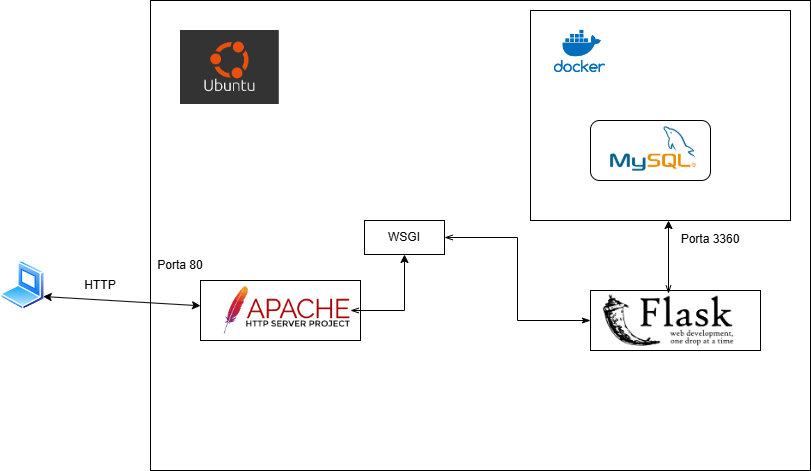 Ubuntu
docker
MySQL
WSGI
Porta 3360
Porta 80
HTTP
APACHE
HTTP SERVER PROJECT
Flask
web development,
one drop at a time